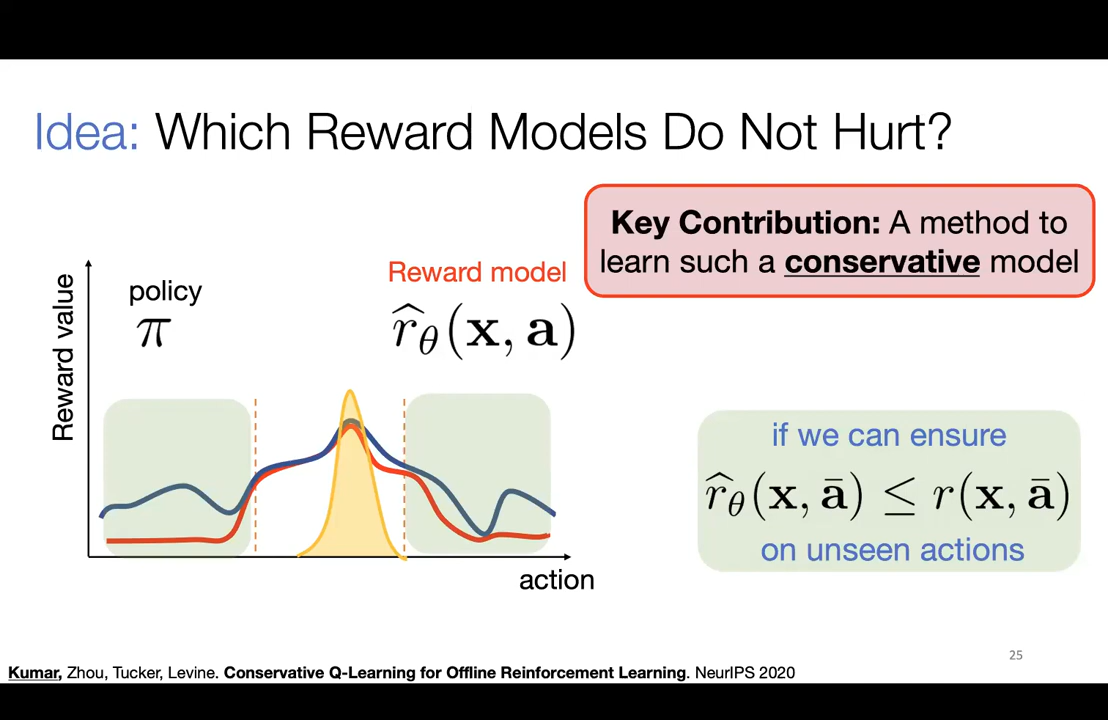 Idea: Which Reward Models Do Not Hurt?
Key Contribution: A method to
learn such a conservative model
Reward value
policy
π
Reward model
r̂_θ(x, a)
action
if we can ensure
r̂_θ(x, ā) ≤ r(x, ā)
on unseen actions
Kumar, Zhou, Tucker, Levine. Conservative Q-Learning for Offline Reinforcement Learning. NeurIPS 2020
25